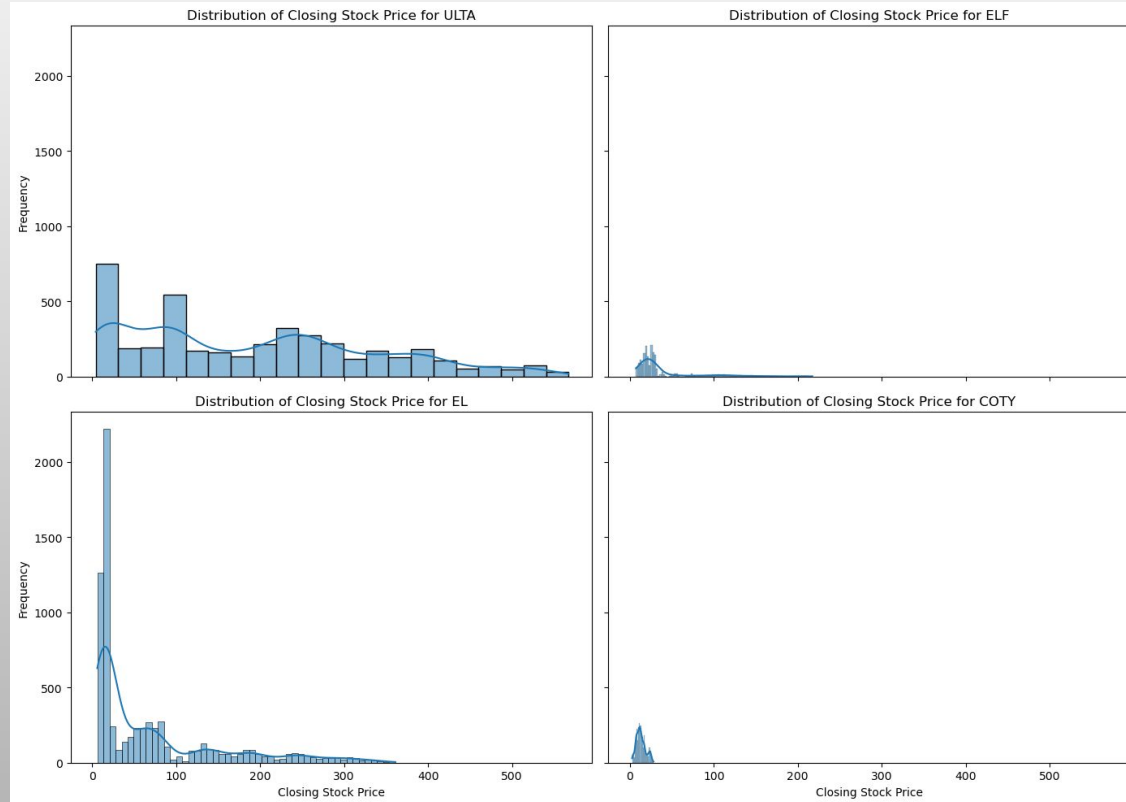 Distribution of Closing Stock Price for ULTA
Distribution of Closing Stock Price for ELF
2000
1500
1000
500
0
Frequency
Distribution of Closing Stock Price for EL
Distribution of Closing Stock Price for COTY
2000
1500
1000
500
0
Frequency
0 100 200 300 400 500
0 100 200 300 400 500
Closing Stock Price
Closing Stock Price